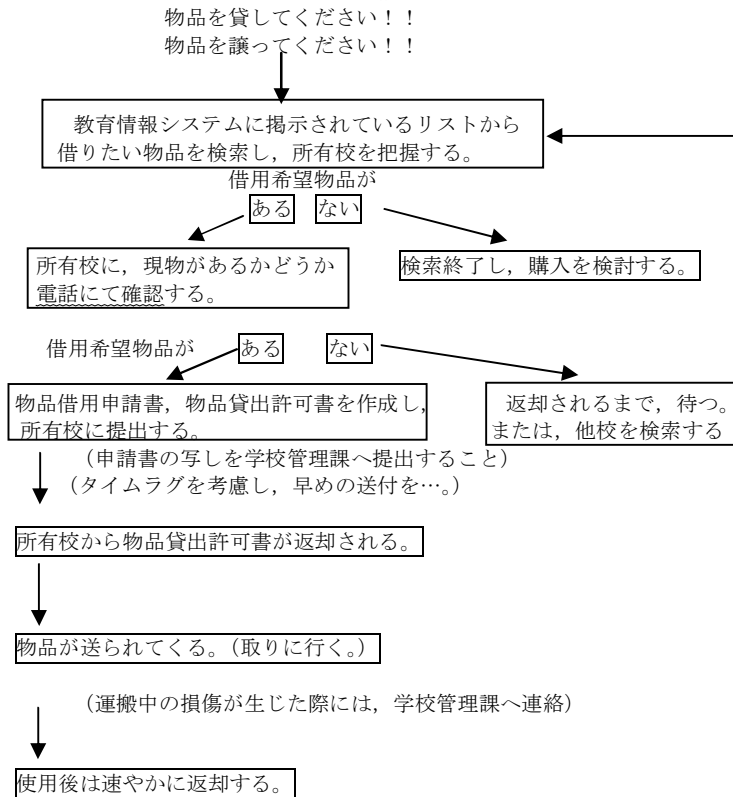 物品を貸してください！！
物品を譲ってください！！
教育情報システムに掲示されているリストから
借りたい物品を検索し，所有校を把握する。
借用希望物品が
ある　ない
所有校に，現物があるかどうか
電話にて確認する。
検索終了し，購入を検討する。
借用希望物品が　ある　ない
物品借用申請書，物品貸出許可書を作成し，
所有校に提出する。
返却されるまで，待つ。
または，他校を検索する
（申請書の写しを学校管理課へ提出すること）
（タイムラグを考慮し，早めの送付を…。）
所有校から物品貸出許可書が返却される。
物品が送られてくる。（取りに行く。）
（運搬中の損傷が生じた際には，学校管理課へ連絡）
使用後は速やかに返却する。